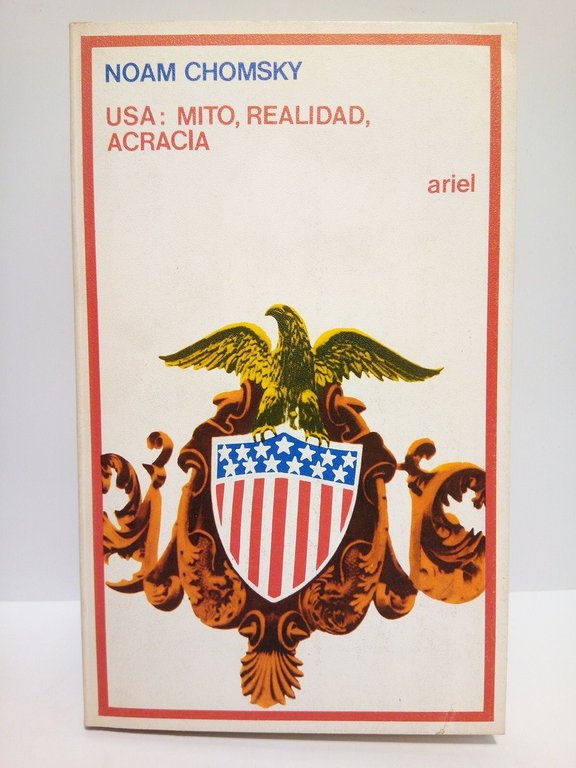 NOAM CHOMSKY
USA: MITO, REALIDAD,
ACRACIA
ariel